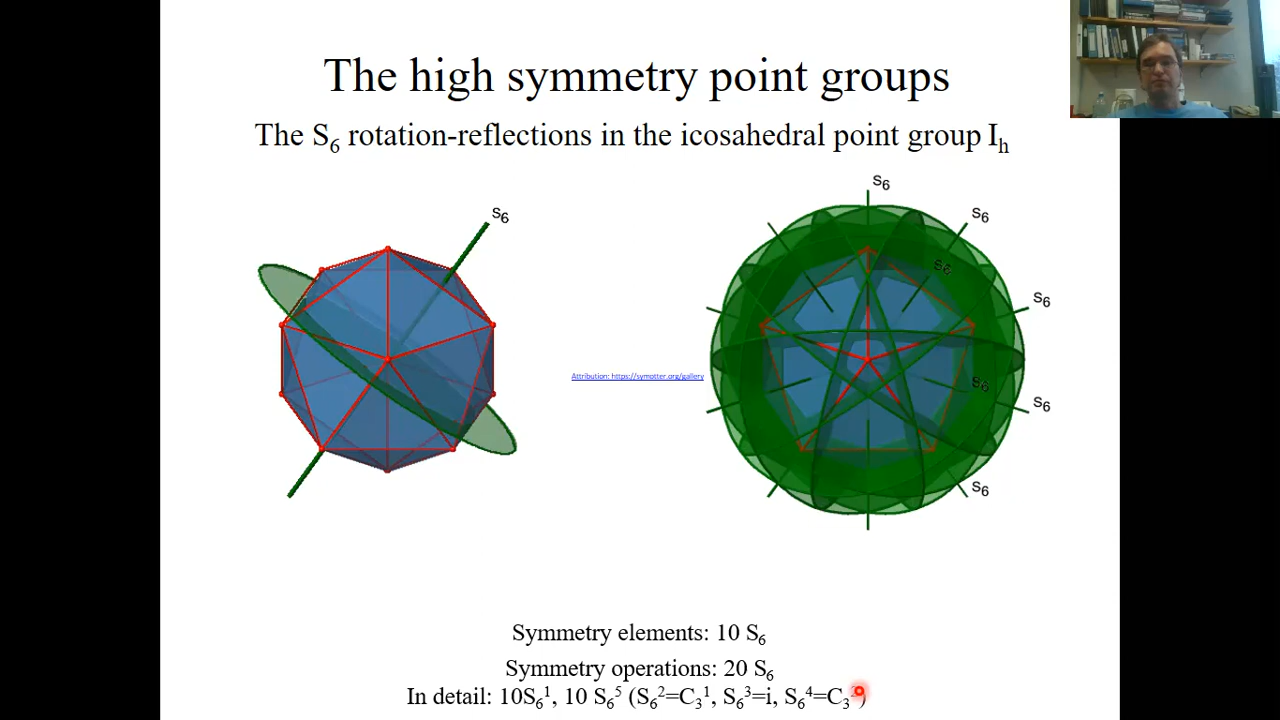 The high symmetry point groups
The S6 rotation-reflections in the icosahedral point group Ih
S6
S6
S6
S6
S6
Attribution: https://symotter.org/gallery
S6
S6
S6
Symmetry elements: 10 S6
Symmetry operations: 20 S6
In detail: 10S6^1, 10 S6^5 (S6^2=C3^1, S6^3=i, S6^4=C3)